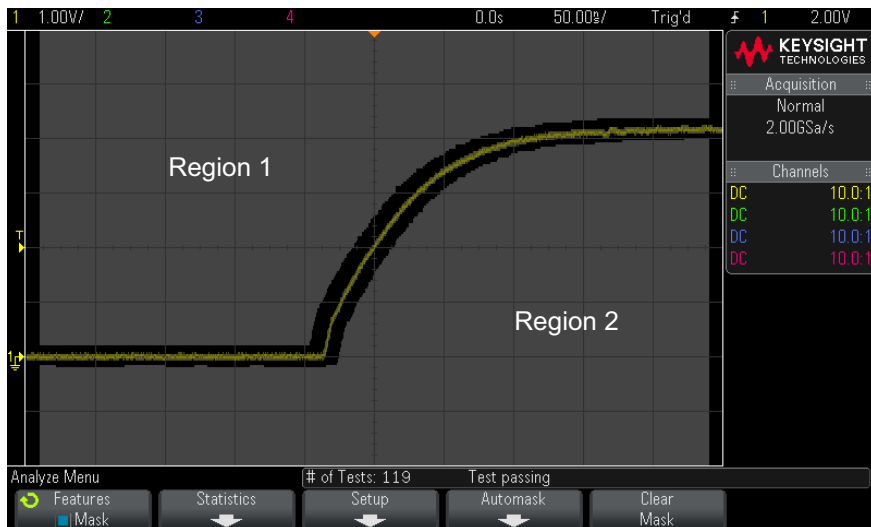 1 1.00V/ 2 3 4 0.0s 50.00ns/ Trig'd 1 2.00V
KEYSIGHT
TECHNOLOGIES
Acquisition
Normal
2.00GSa/s
Channels
DC 10.0:1
DC 10.0:1
DC 10.0:1
DC 10.0:1
Region 1
T
Region 2
1
Analyze Menu
# of Tests: 119 Test passing
Features
Mask
Statistics
Setup
Automask
Clear
Mask